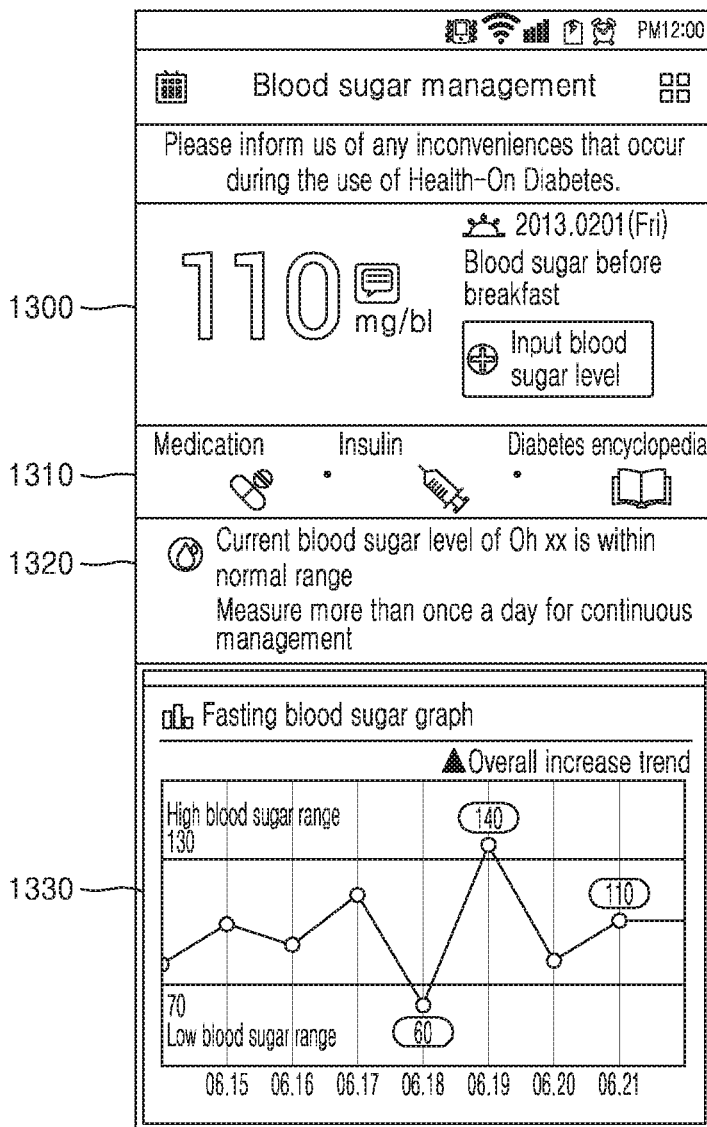 PM12:00
Blood sugar management
Please inform us of any inconveniences that occur
during the use of Health-On Diabetes.
1300
110
mg/bl
2013.0201(Fri)
Blood sugar before
breakfast
Input blood
sugar level
1310
Medication
Insulin
Diabetes encyclopedia
1320
Current blood sugar level of Oh xx is within
normal range
Measure more than once a day for continuous
management
1330
Fasting blood sugar graph
▲Overall increase trend
High blood sugar range
130
140
110
70
Low blood sugar range
60
06.15 06.16 06.17 06.18 06.19 06.20 06.21